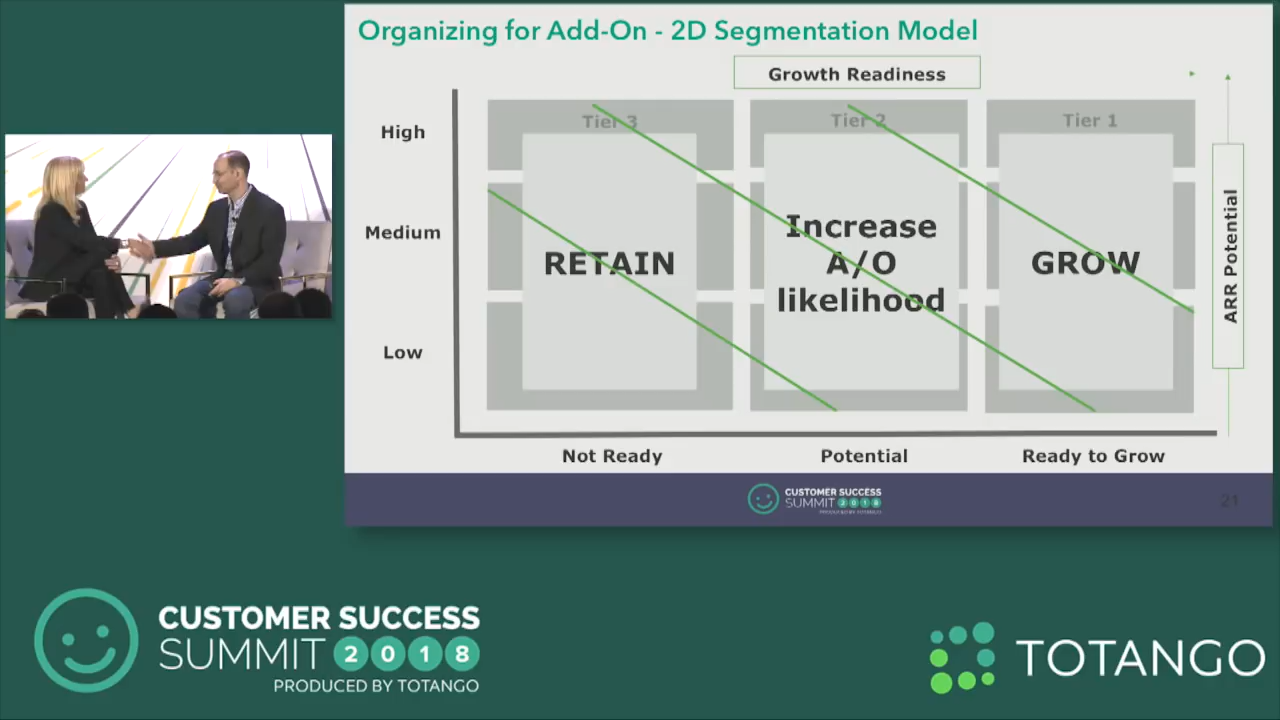 Organizing for Add-On - 2D Segmentation Model
Growth Readiness
High
Medium
Low
Tier 3
Tier 2
Tier 1
RETAIN
Increase
A/O
likelihood
GROW
ARR Potential
Not Ready
Potential
Ready to Grow
CUSTOMER SUCCESS
SUMMIT 2018
PRODUCED BY TOTANGO
21
CUSTOMER SUCCESS
SUMMIT 2018
PRODUCED BY TOTANGO
TOTANGO